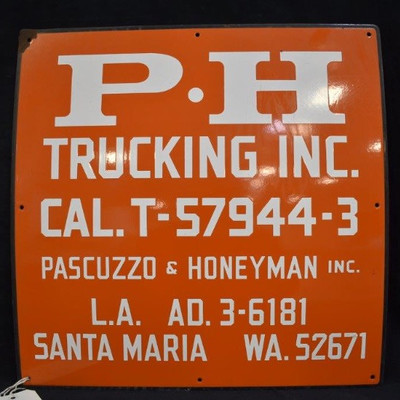 P·H
TRUCKING INC.
CAL. T-57944-3
PASCUZZO & HONEYMAN INC.
L.A. AD. 3-6181
SANTA MARIA WA. 52671